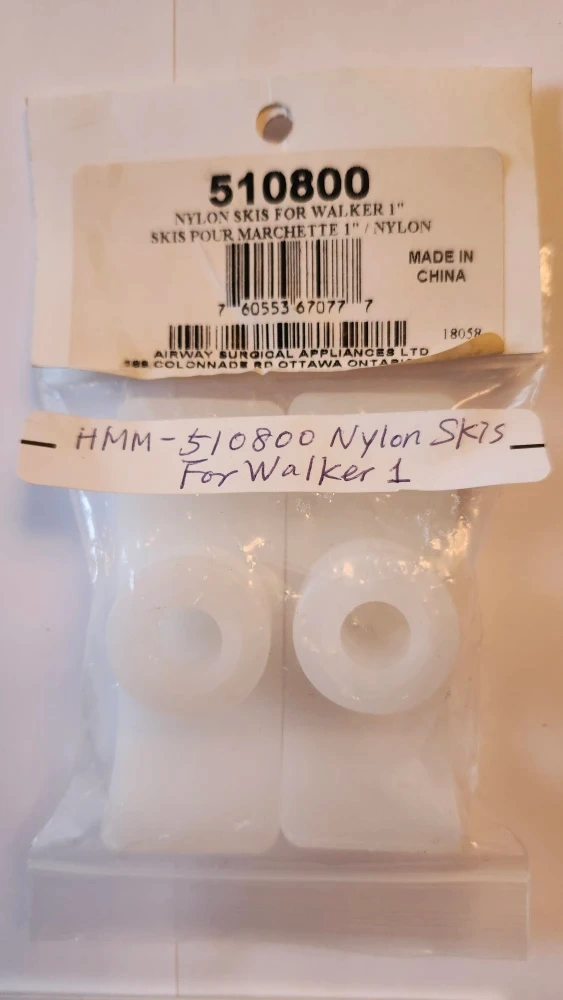 510800
NYLON SKIS FOR WALKER 1"
SKIS POUR MARCHETTE 1" / NYLON
MADE IN
CHINA
7 60553 67077 7
18058
AIRWAY SURGICAL APPLIANCES LTD
COLONNADE RD OTTAWA
HMM-510800 Nylon Skis
For Walker 1